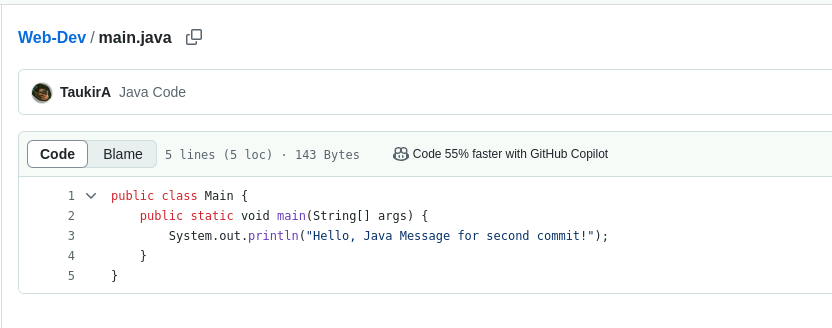 Web-Dev / main.java
TaukirA Java Code
Code Blame 5 lines (5 loc) · 143 Bytes Code 55% faster with GitHub Copilot
1 public class Main {
2     public static void main(String[] args) {
3         System.out.println("Hello, Java Message for second commit!");
4     }
5 }